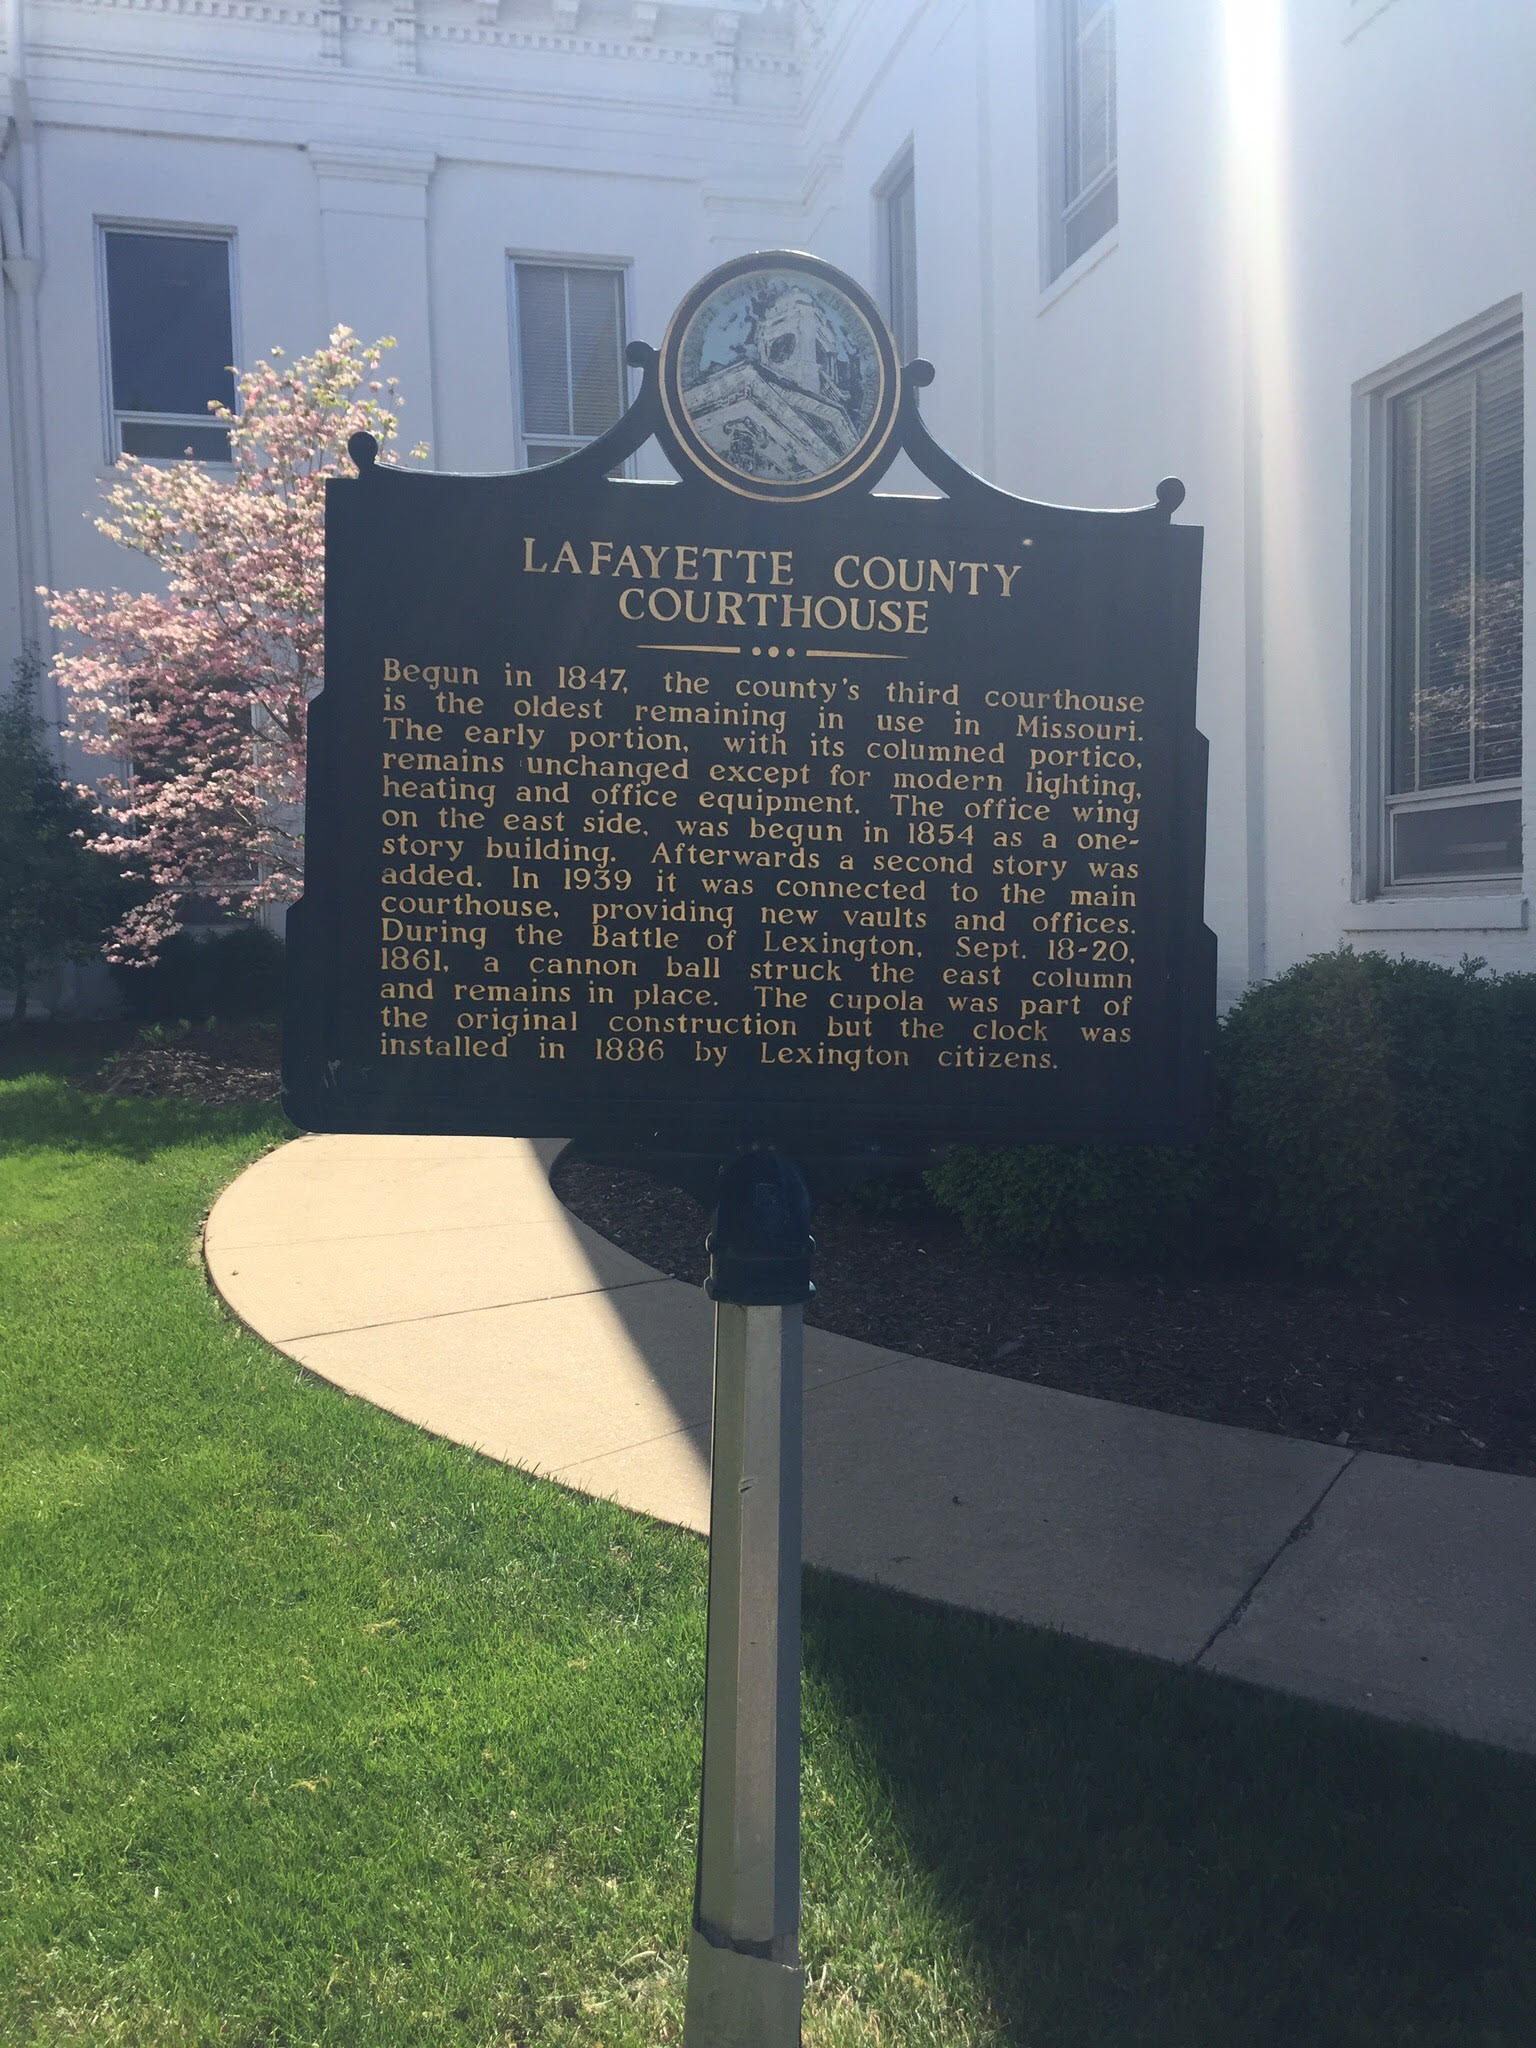 LAFAYETTE COUNTY
COURTHOUSE
Begun in 1847, the county's third courthouse
is the oldest remaining in use in Missouri.
The early portion, with its columned portico,
remains unchanged except for modern lighting,
heating and office equipment. The office wing
on the east side, was begun in 1854 as a one-
story building. Afterwards a second story was
added. In 1939 it was connected to the main
courthouse, providing new vaults and offices.
During the Battle of Lexington, Sept. 18-20,
1861, a cannon ball struck the east column
and remains in place. The cupola was part of
the original construction but the clock was
installed in 1886 by Lexington citizens.